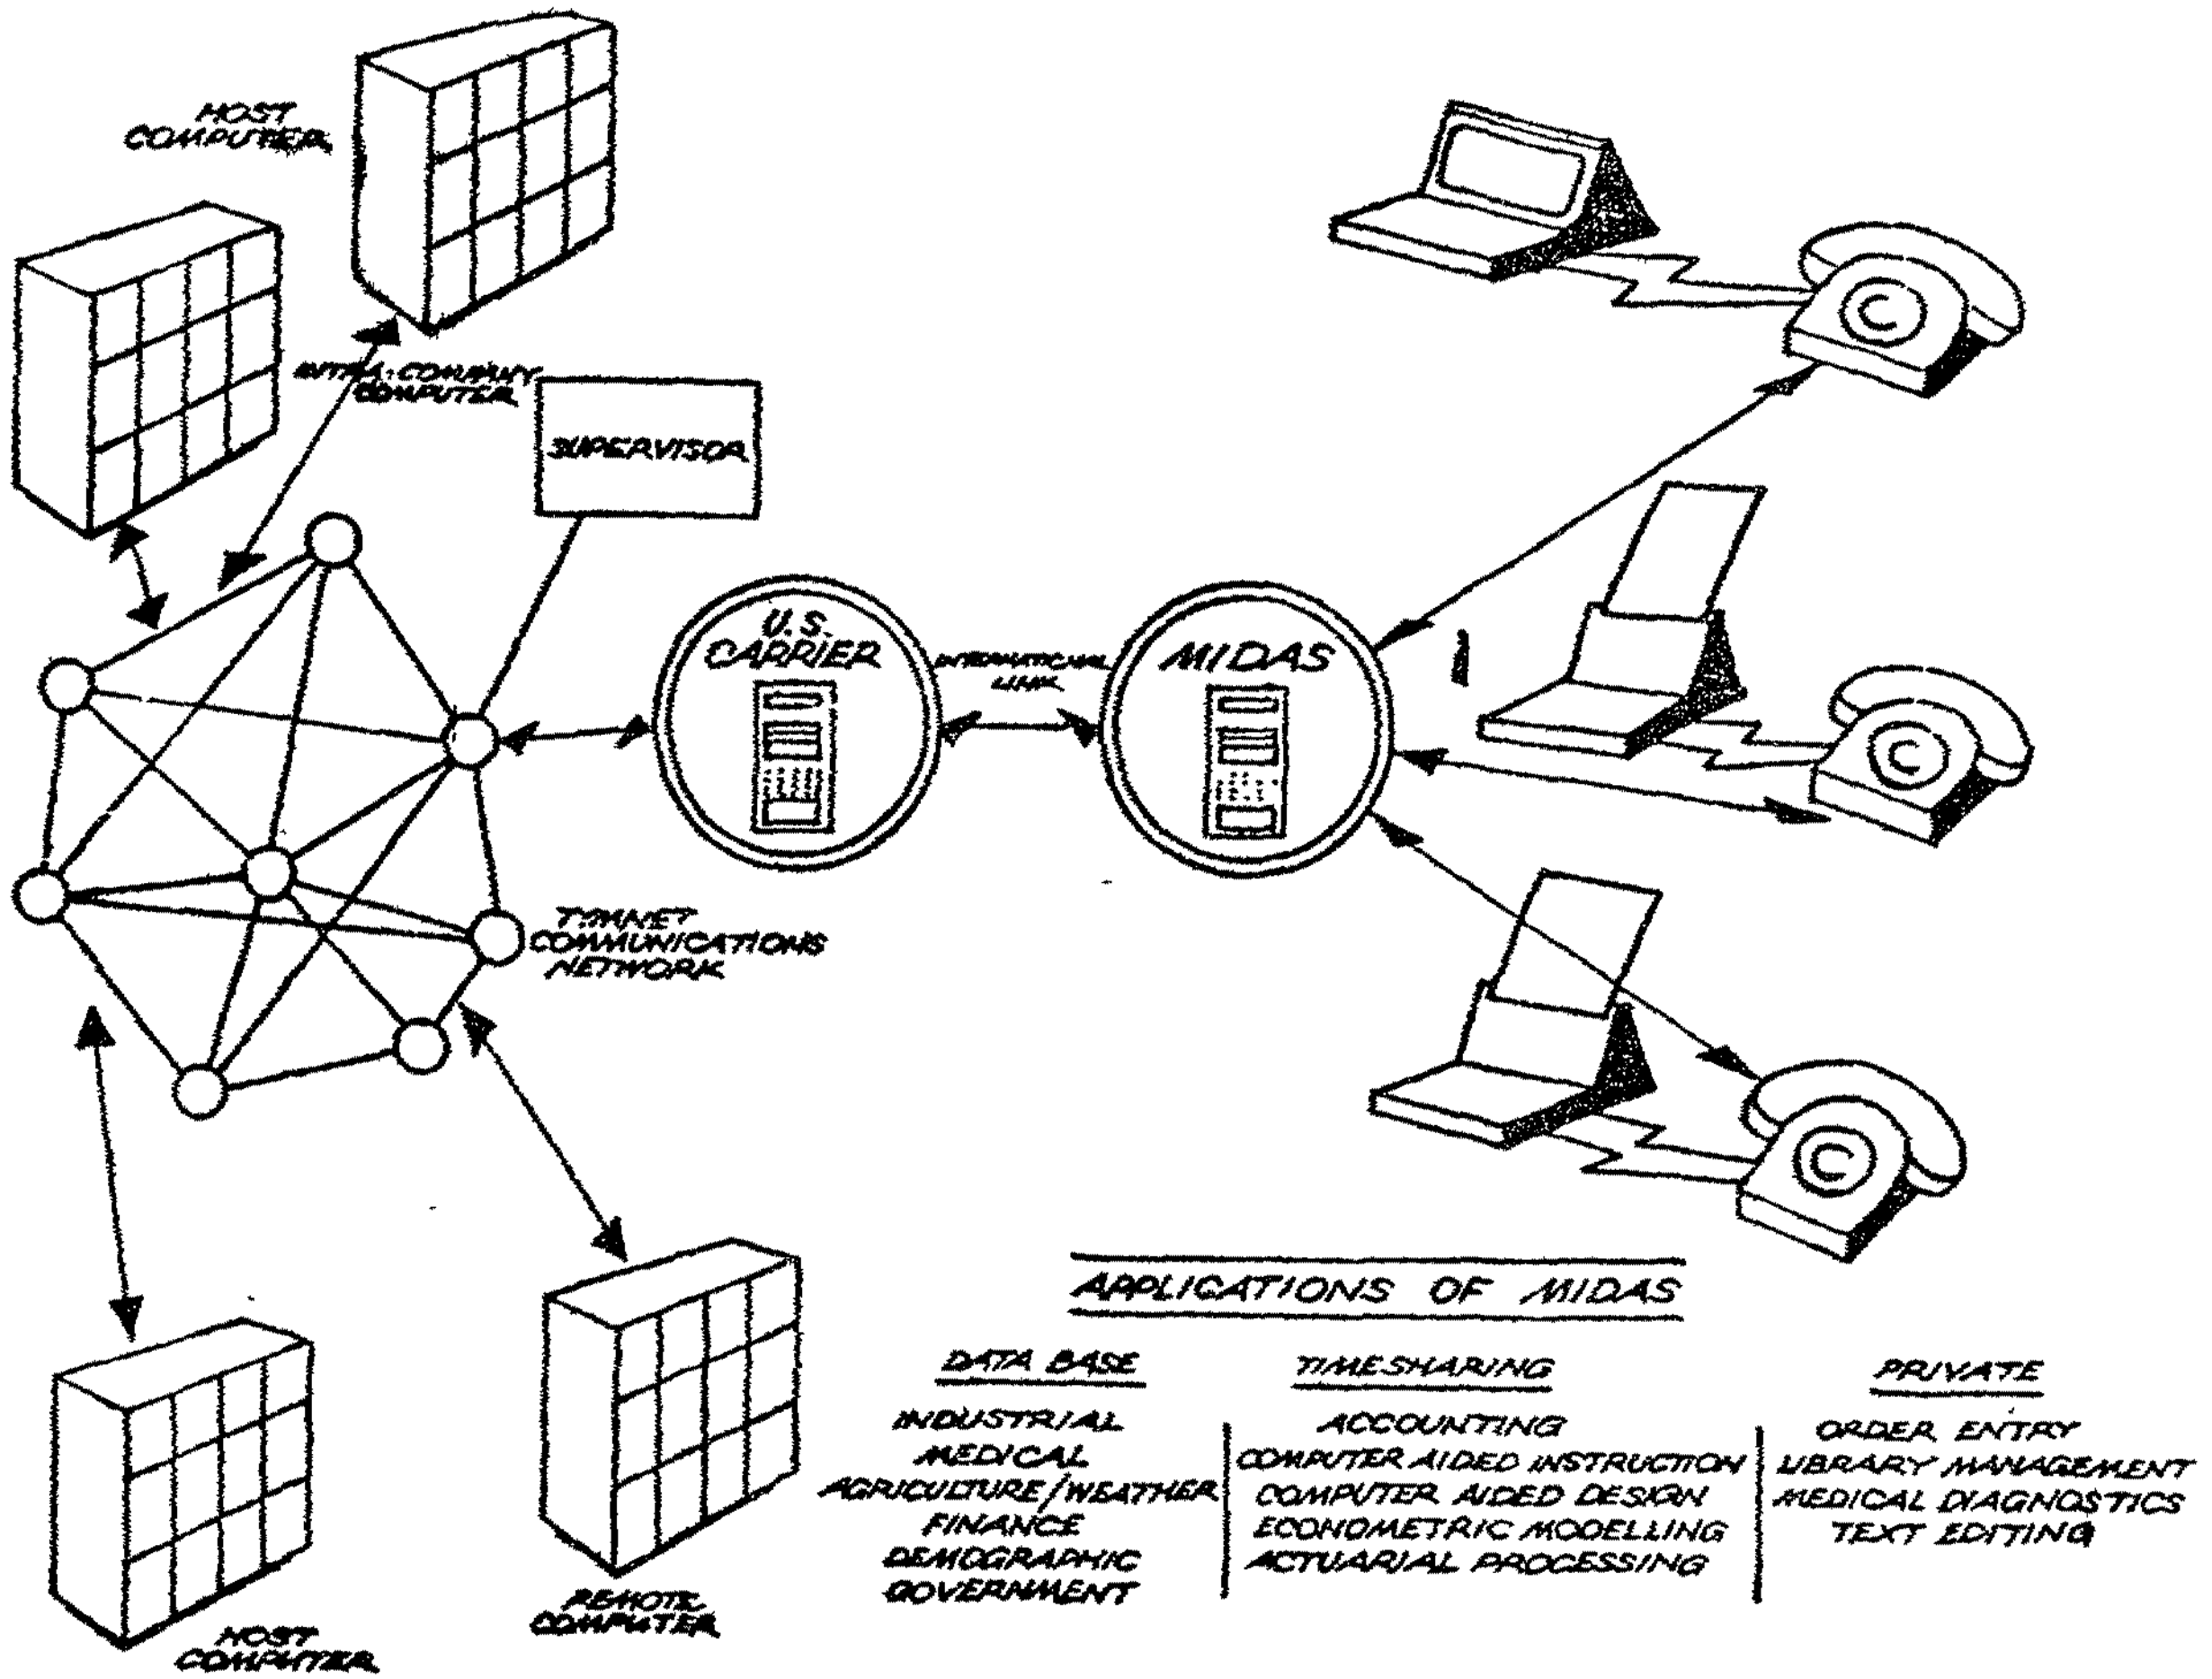 HOST
COMPUTER
INTRA-COMPANY
COMPUTER
SUPERVISOR
U.S.
CARRIER
INTERNATIONAL
LINK
MIDAS
TYMNET
COMMUNICATIONS
NETWORK
HOST
COMPUTER
REMOTE
COMPUTER
APPLICATIONS OF MIDAS
DATA BASE
INDUSTRIAL
MEDICAL
AGRICULTURE/WEATHER
FINANCE
DEMOGRAPHIC
GOVERNMENT
TIMESHARING
ACCOUNTING
COMPUTER AIDED INSTRUCTION
COMPUTER AIDED DESIGN
ECONOMETRIC MODELLING
ACTUARIAL PROCESSING
PRIVATE
ORDER ENTRY
LIBRARY MANAGEMENT
MEDICAL DIAGNOSTICS
TEXT EDITING